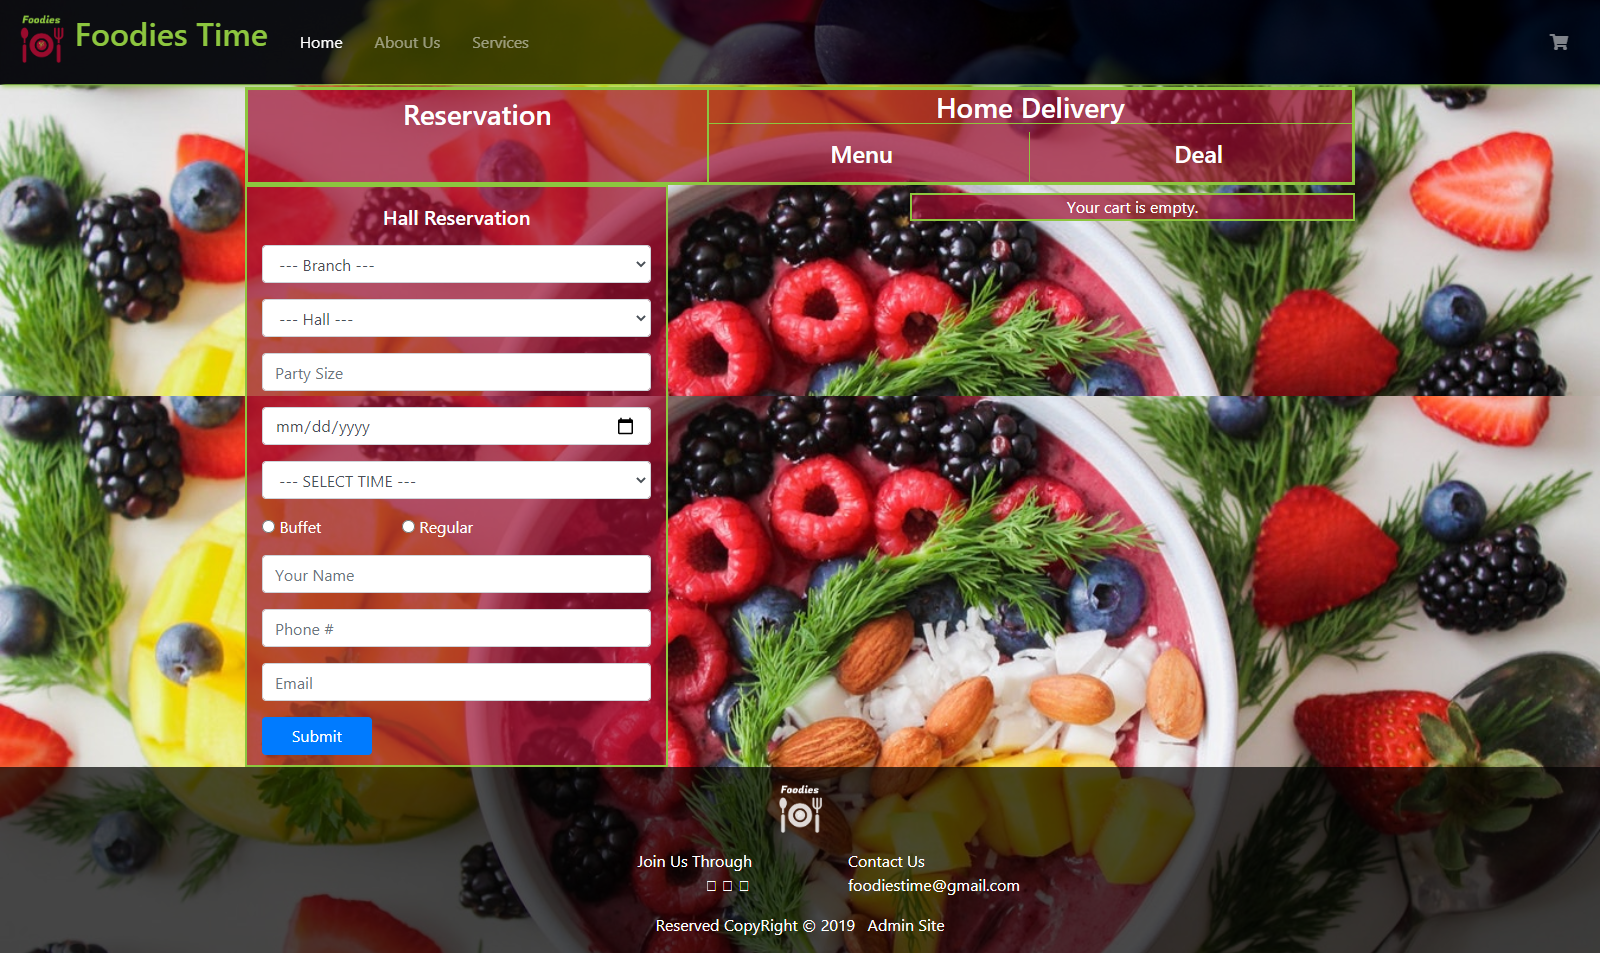 Foodies
Foodies Time
Home
About Us
Services
Reservation
Home Delivery
Menu
Deal
Your cart is empty.
Hall Reservation
--- Branch ---
--- Hall ---
Party Size
mm/dd/yyyy
--- SELECT TIME ---
Buffet
Regular
Your Name
Phone #
Email
Submit
Foodies
Join Us Through
Contact Us
foodiestime@gmail.com
Reserved CopyRight © 2019 Admin Site